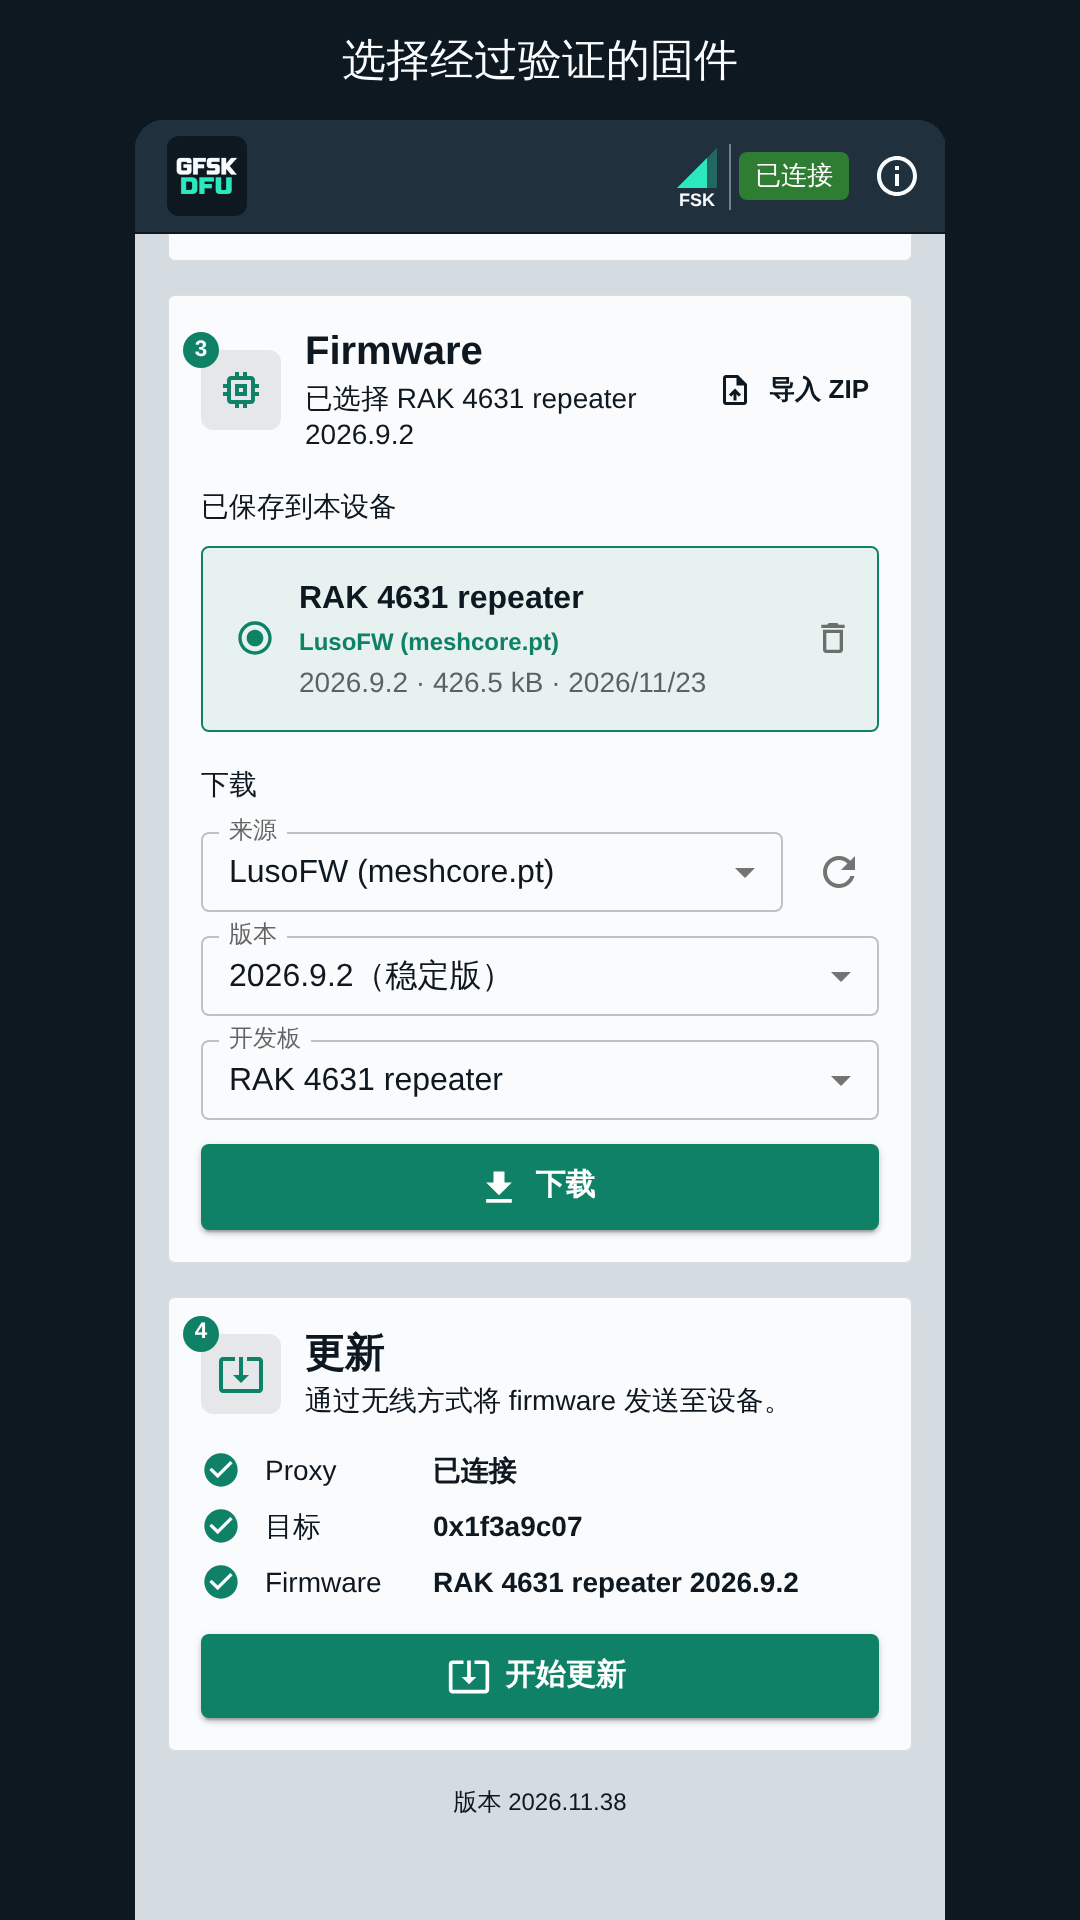 选择经过验证的固件
GFSK
DFU
FSK
已连接
3
Firmware
已选择 RAK 4631 repeater
2026.9.2
导入 ZIP
已保存到本设备
RAK 4631 repeater
LusoFW (meshcore.pt)
2026.9.2 · 426.5 kB · 2026/11/23
下载
来源
LusoFW (meshcore.pt)
版本
2026.9.2（稳定版）
开发板
RAK 4631 repeater
下载
4
更新
通过无线方式将 firmware 发送至设备。
Proxy 已连接
目标 0x1f3a9c07
Firmware RAK 4631 repeater 2026.9.2
开始更新
版本 2026.11.38